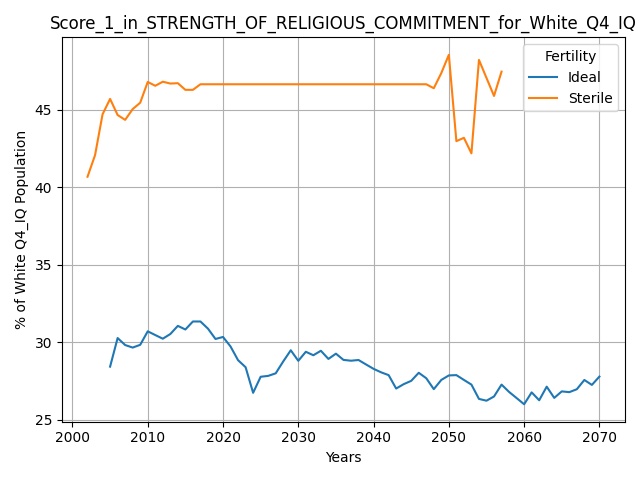 Score_1_in_STRENGTH_OF_RELIGIOUS_COMMITMENT_for_White_Q4_IQ
Fertility
Ideal
Sterile
% of White Q4_IQ Population
45
40
35
30
25
2000 2010 2020 2030 2040 2050 2060 2070
Years